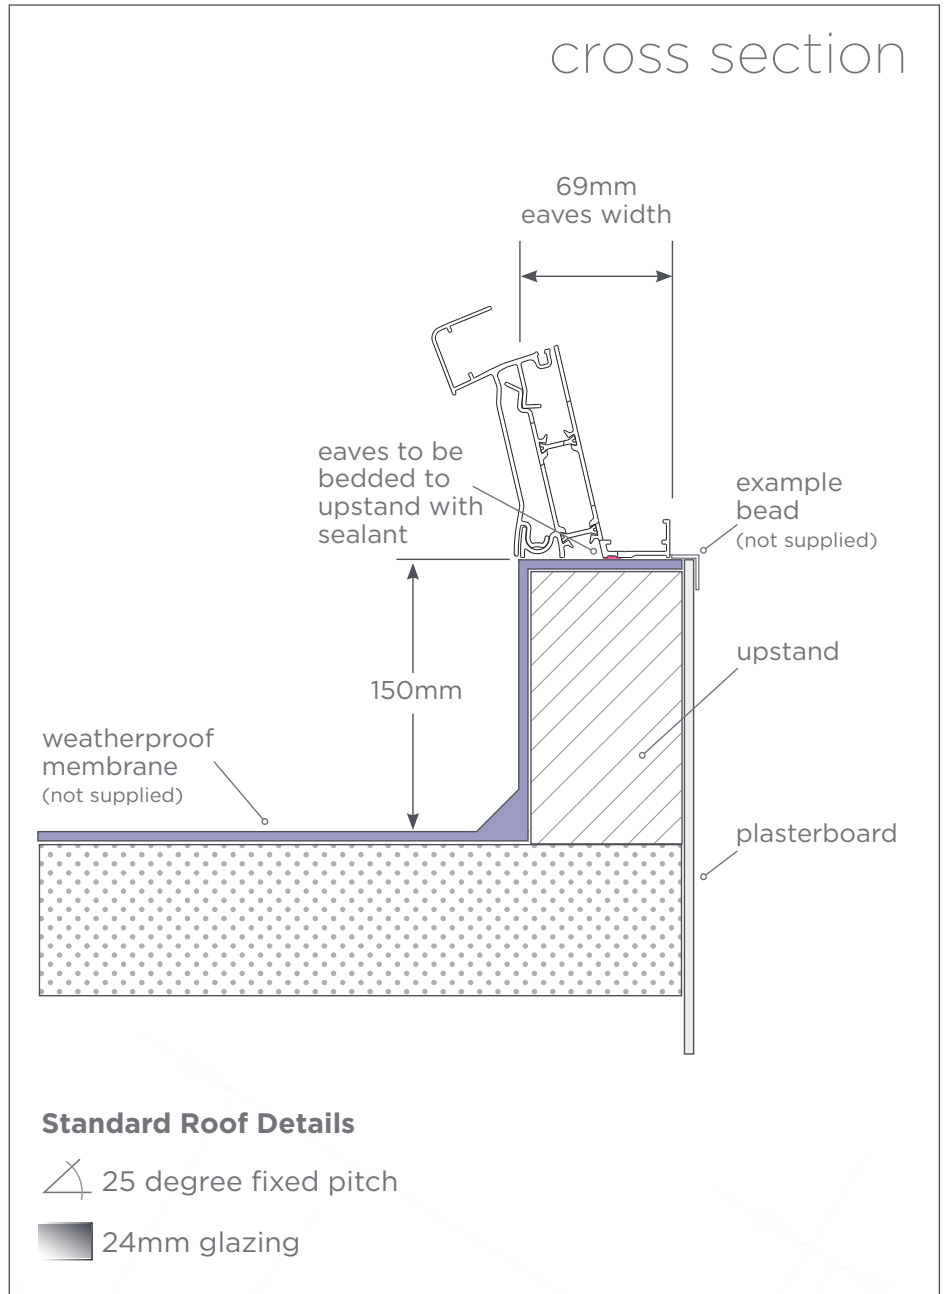 cross section
69mm
eaves width
eaves to be
bedded to
upstand with
sealant
example
bead
(not supplied)
upstand
150mm
weatherproof
membrane
(not supplied)
plasterboard
Standard Roof Details
25 degree fixed pitch
24mm glazing